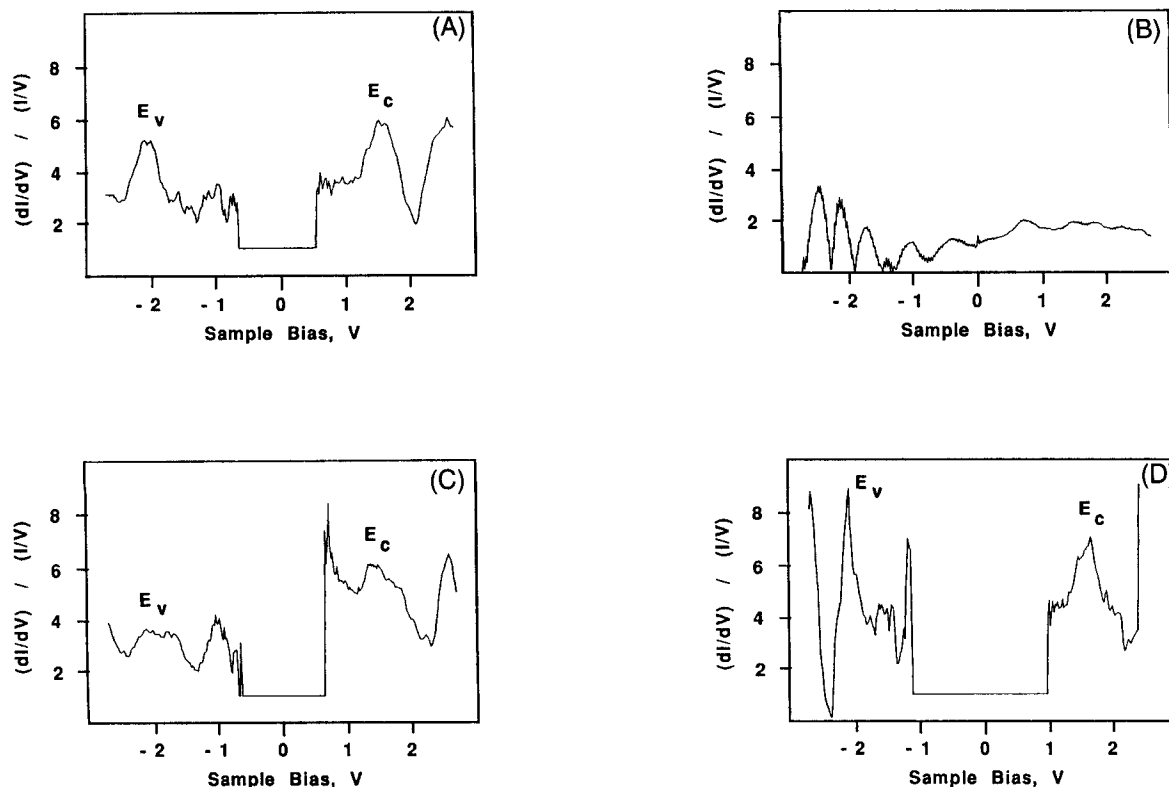 (A)
(dI/dV) / (I/V)
8
6
4
2
E v
E c
- 2 - 1 0 1 2
Sample Bias, V
(B)
(dI/dV) / (I/V)
8
6
4
2
- 2 - 1 0 1 2
Sample Bias, V
(C)
(dI/dV) / (I/V)
8
6
4
2
E v
E c
- 2 - 1 0 1 2
Sample Bias, V
(D)
(dI/dV) / (I/V)
8
6
4
2
E v
E c
- 2 - 1 0 1 2
Sample Bias, V